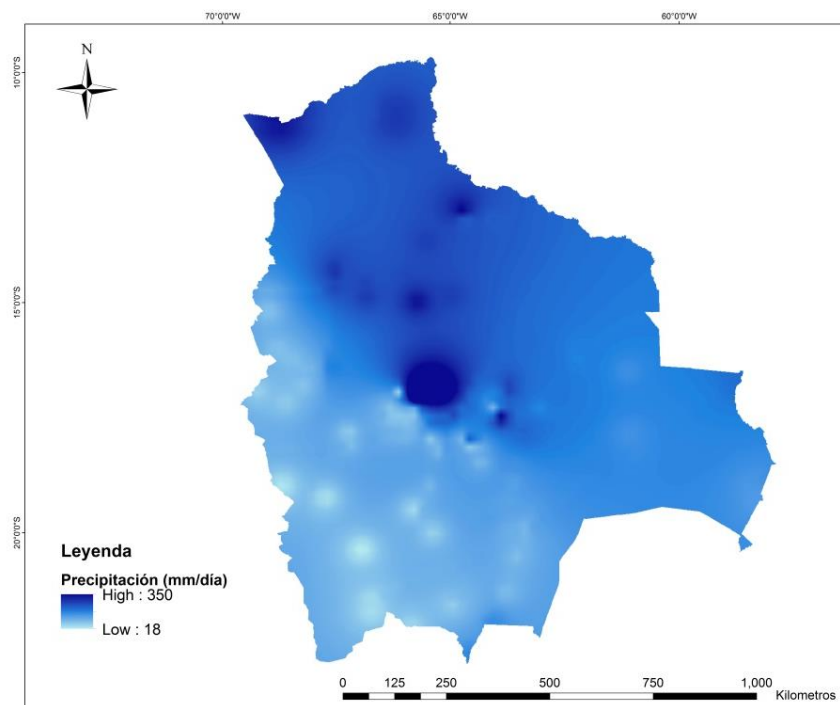 70°0'0"W 65°0'0"W 60°0'0"W
N
10°0'0"S
15°0'0"S
20°0'0"S
Leyenda
Precipitación (mm/día)
High : 350
Low : 18
0 125 250 500 750 1,000
Kilometros